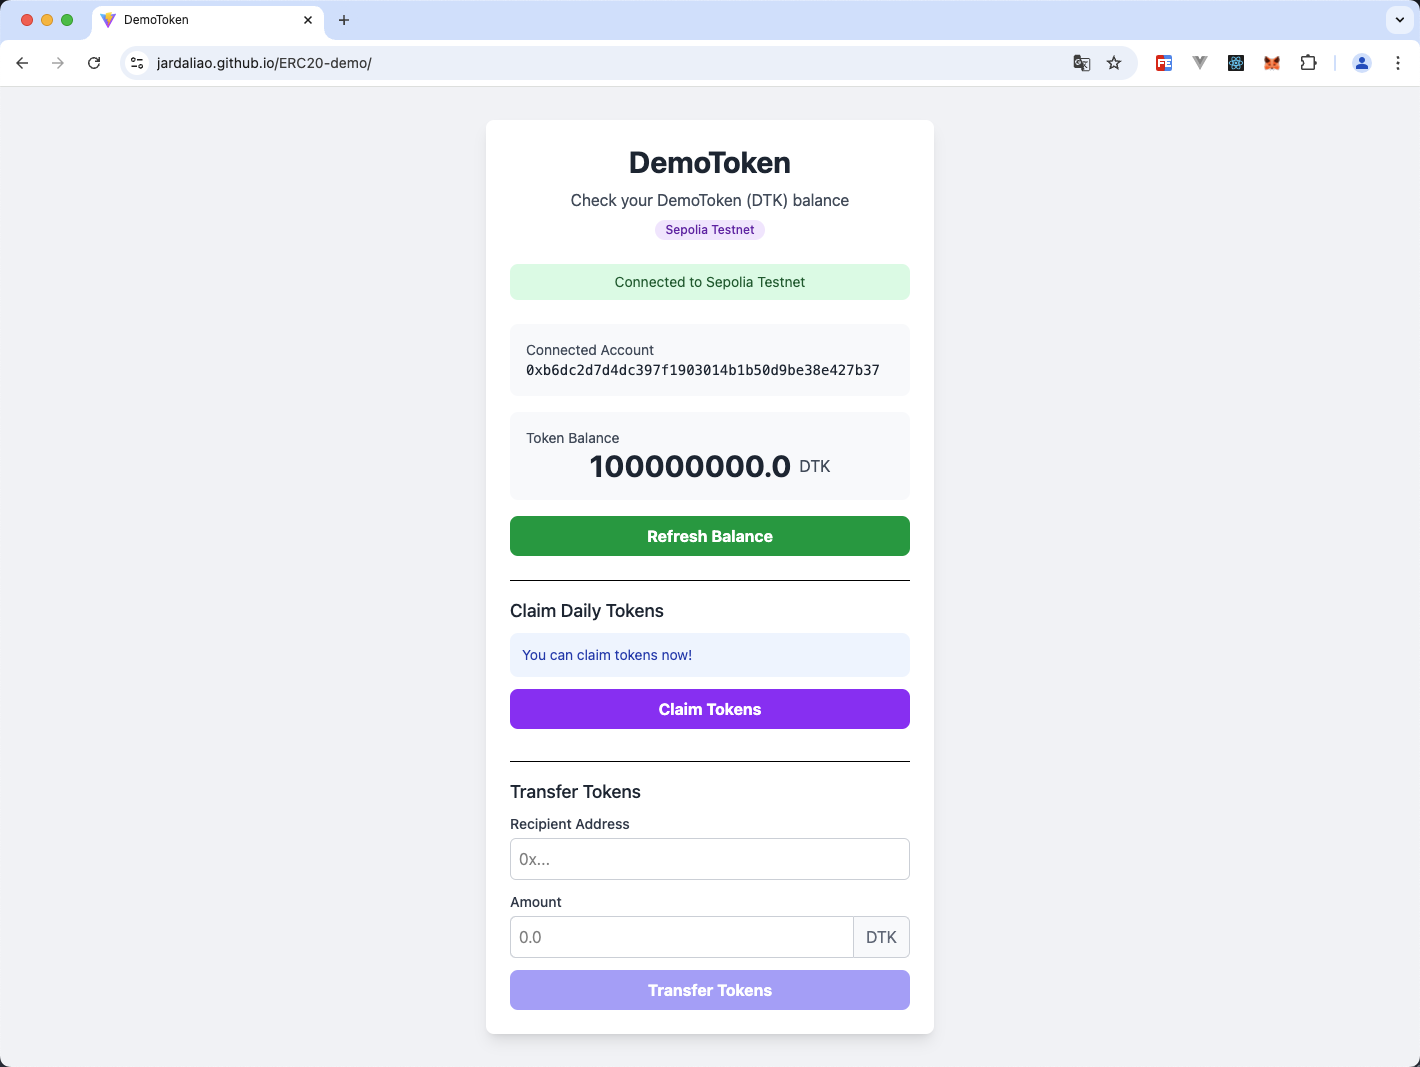 DemoToken
jardaliao.github.io/ERC20-demo/
DemoToken
Check your DemoToken (DTK) balance
Sepolia Testnet
Connected to Sepolia Testnet
Connected Account
0xb6dc2d7d4dc397f1903014b1b50d9be38e427b37
Token Balance
100000000.0 DTK
Refresh Balance
Claim Daily Tokens
You can claim tokens now!
Claim Tokens
Transfer Tokens
Recipient Address
0x...
Amount
0.0 DTK
Transfer Tokens